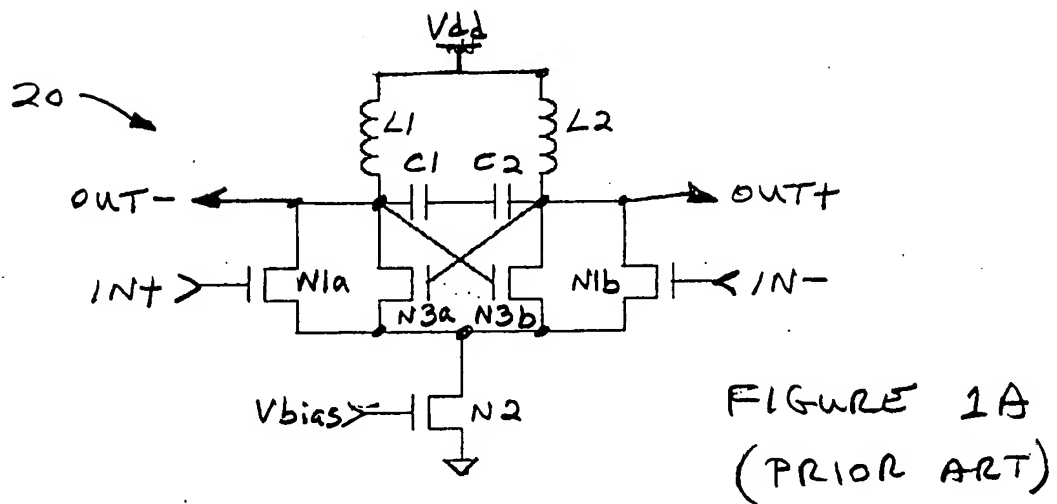 Vdd
20
L1
L2
C1
C2
OUT-
OUT+
IN+
N1a
N3a
N3b
N1b
IN-
Vbias
N2
FIGURE 1A
(PRIOR ART)